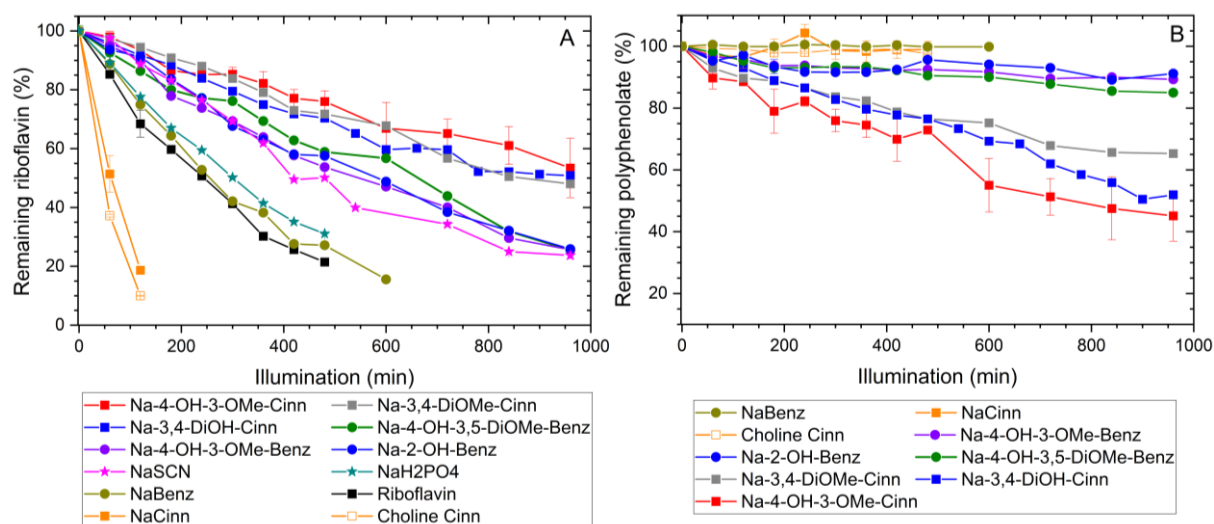 A
B
Remaining riboflavin (%)
100
80
60
40
20
0
0 200 400 600 800 1000
Illumination (min)
Remaining polyphenolate (%)
100
80
60
40
20
0 200 400 600 800 1000
Illumination (min)
Na-4-OH-3-OMe-Cinn Na-3,4-DiOMe-Cinn
Na-3,4-DiOH-Cinn Na-4-OH-3,5-DiOMe-Benz
Na-4-OH-3-OMe-Benz Na-2-OH-Benz
NaSCN NaH2PO4
NaBenz Riboflavin
NaCinn Choline Cinn
NaBenz NaCinn
Choline Cinn Na-4-OH-3-OMe-Benz
Na-2-OH-Benz Na-4-OH-3,5-DiOMe-Benz
Na-3,4-DiOMe-Cinn Na-3,4-DiOH-Cinn
Na-4-OH-3-OMe-Cinn